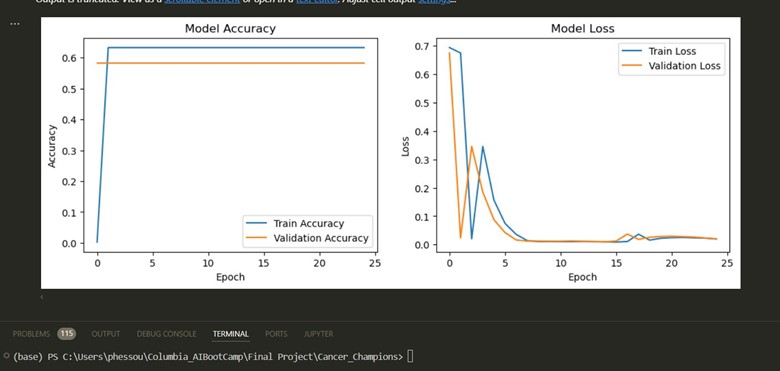 Output is truncated. View as a scrollable element or open in a text editor. Adjust cell output settings...
...
Model Accuracy
0.6
0.5
0.4
0.3
0.2
0.1
0.0
Accuracy
0 5 10 15 20 25
Epoch
Train Accuracy
Validation Accuracy
Model Loss
0.7
0.6
0.5
0.4
0.3
0.2
0.1
0.0
Loss
0 5 10 15 20 25
Epoch
Train Loss
Validation Loss
PROBLEMS 115 OUTPUT DEBUG CONSOLE TERMINAL PORTS JUPYTER
(base) PS C:\Users\phessou\Columbia_AIBootCamp\Final Project\Cancer_Champions>